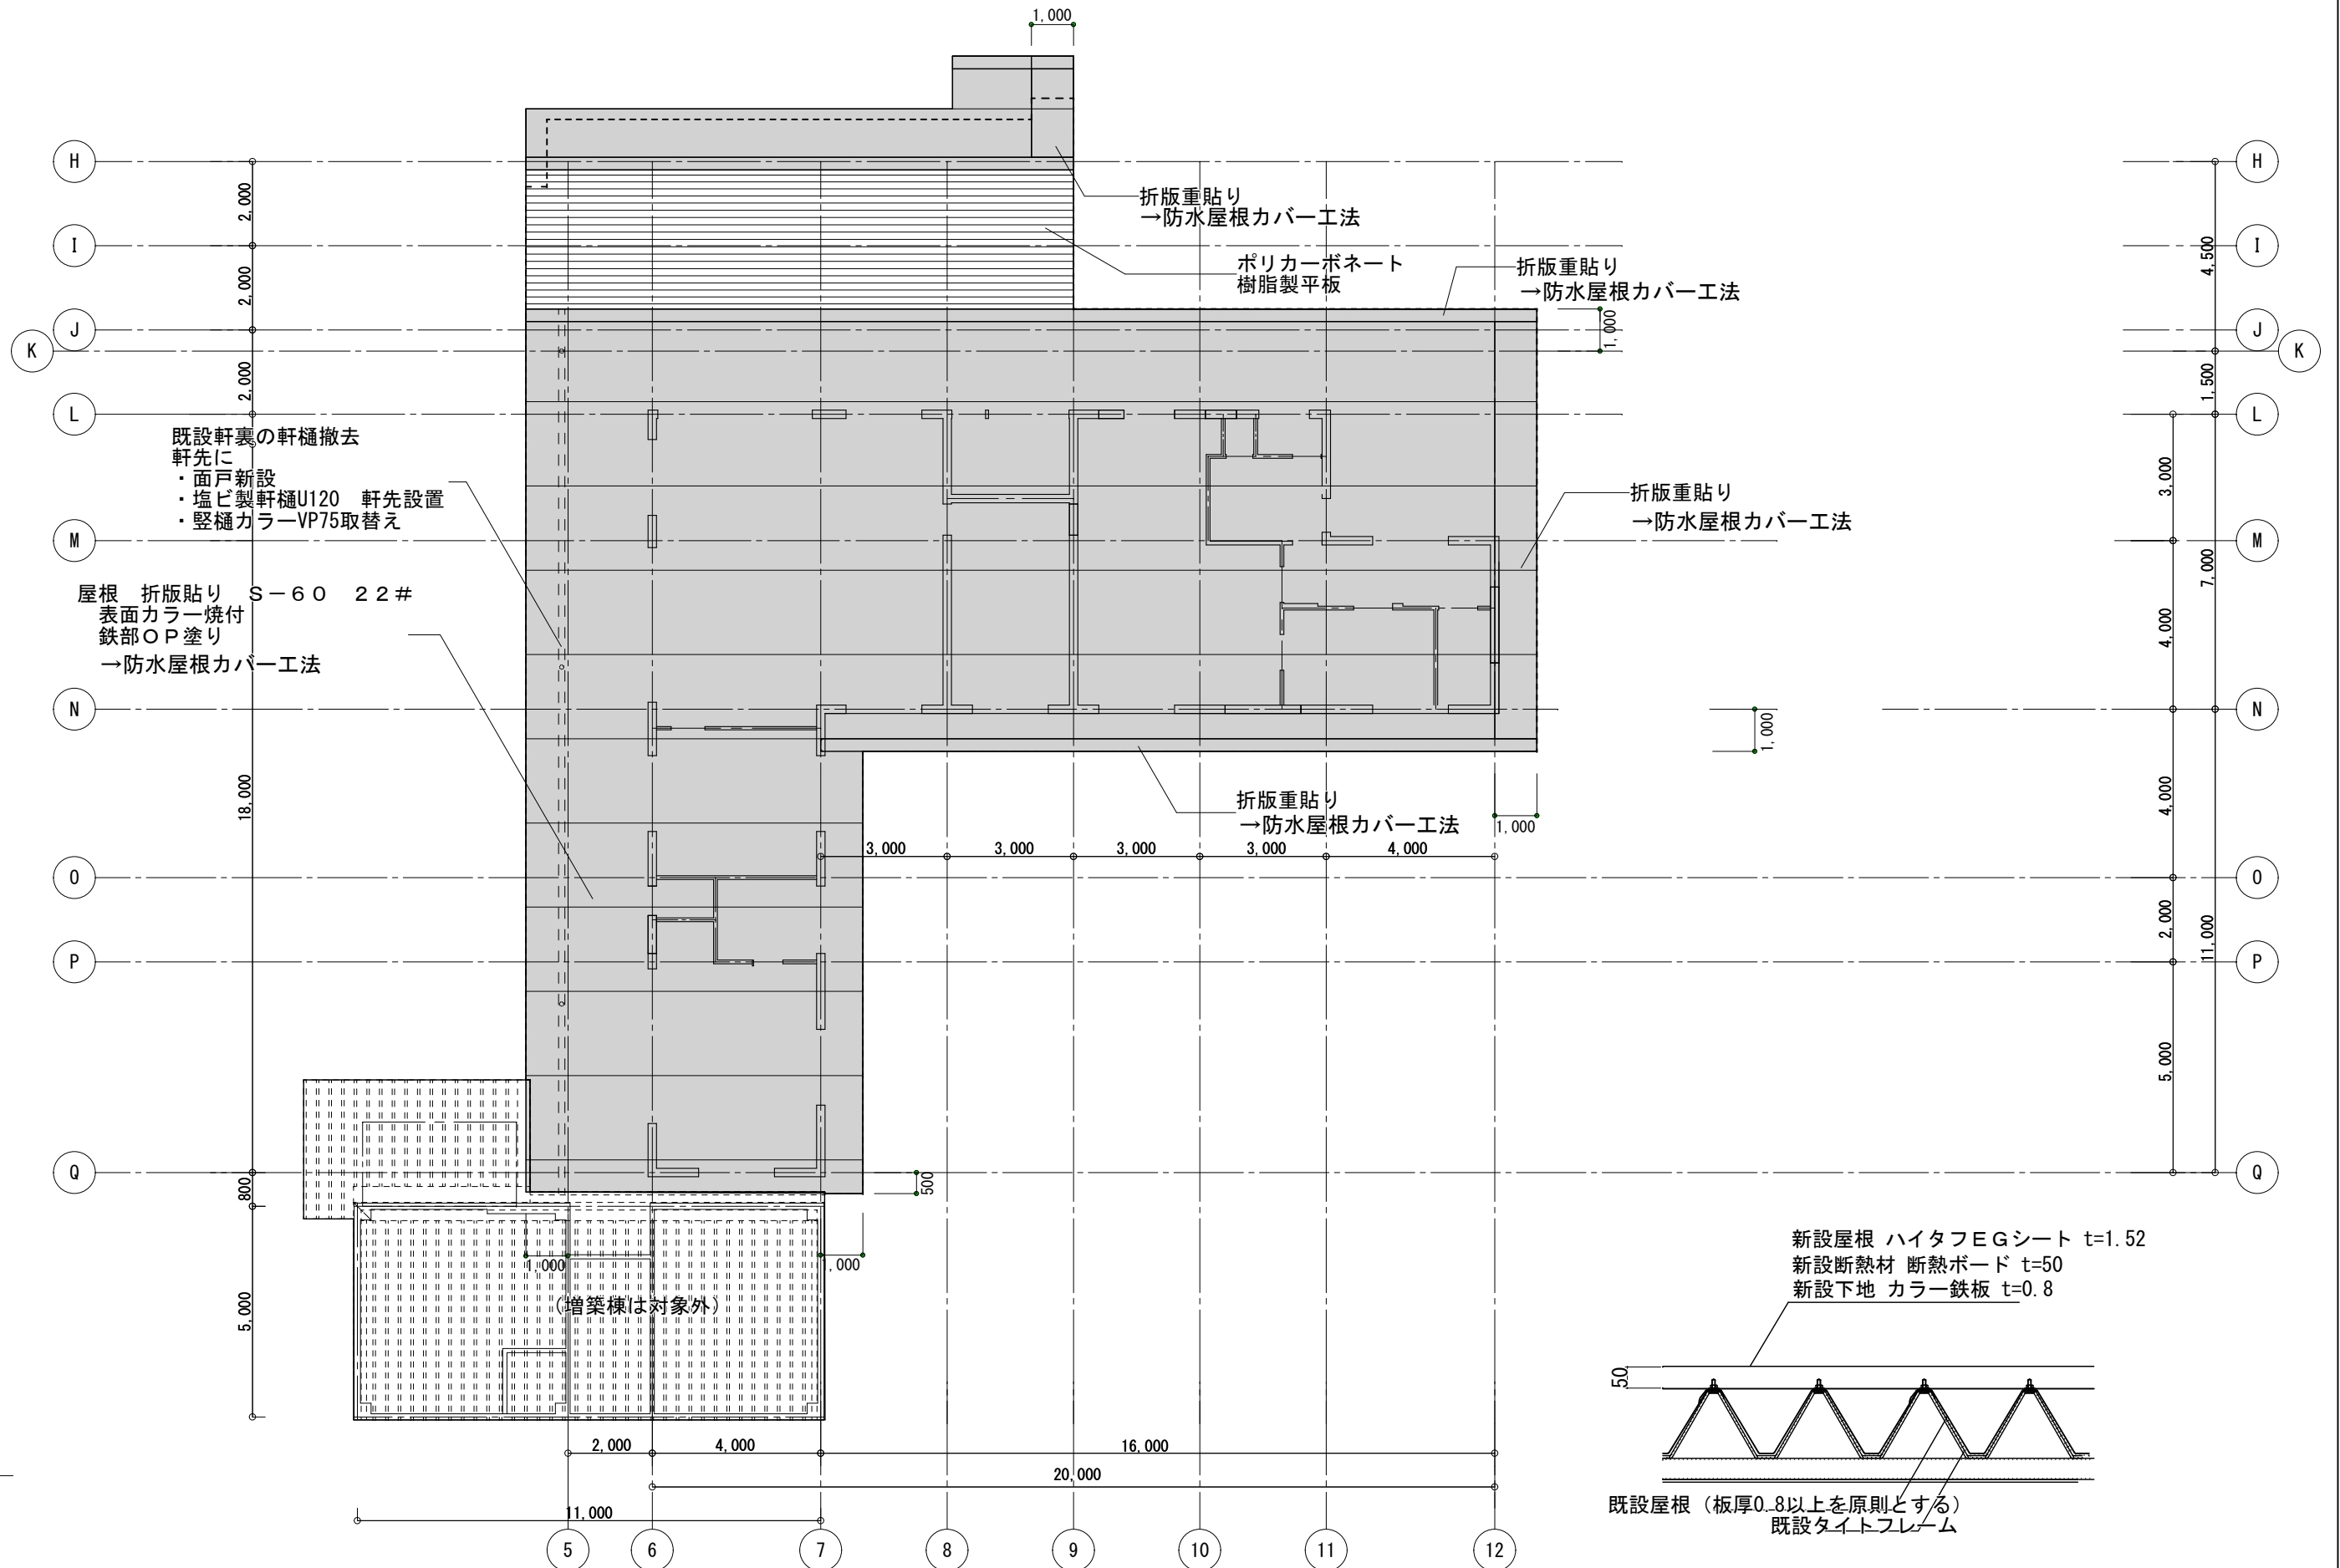 1,000
H
H
2,000
折版重貼り
→防水屋根カバー工法
I
I
4,500
ポリカーボネート
樹脂製平板
折版重貼り
→防水屋根カバー工法
2,000
J
J
1,000
K
K
2,000
1,500
L
L
既設軒裏の軒樋撤去
軒先に
・面戸新設
・塩ビ製軒樋U120 軒先設置
・竪樋カラーVP75取替え
3,000
折版重貼り
→防水屋根カバー工法
M
M
7,000
屋根 折版貼り S-60 22#
表面カラー焼付
鉄部OP塗り
→防水屋根カバー工法
4,000
N
N
1,000
18,000
4,000
折版重貼り
→防水屋根カバー工法
1,000
3,000
3,000
3,000
3,000
4,000
O
O
2,000
11,000
P
P
5,000
Q
Q
800
500
1,000
1,000
5,000
(増築棟は対象外)
新設屋根 ハイタフEGシート t=1.52
新設断熱材 断熱ボード t=50
新設下地 カラー鉄板 t=0.8
50
既設屋根（板厚0.8以上を原則とする）
既設タイトフレーム
2,000
4,000
16,000
20,000
11,000
5
6
7
8
9
10
11
12